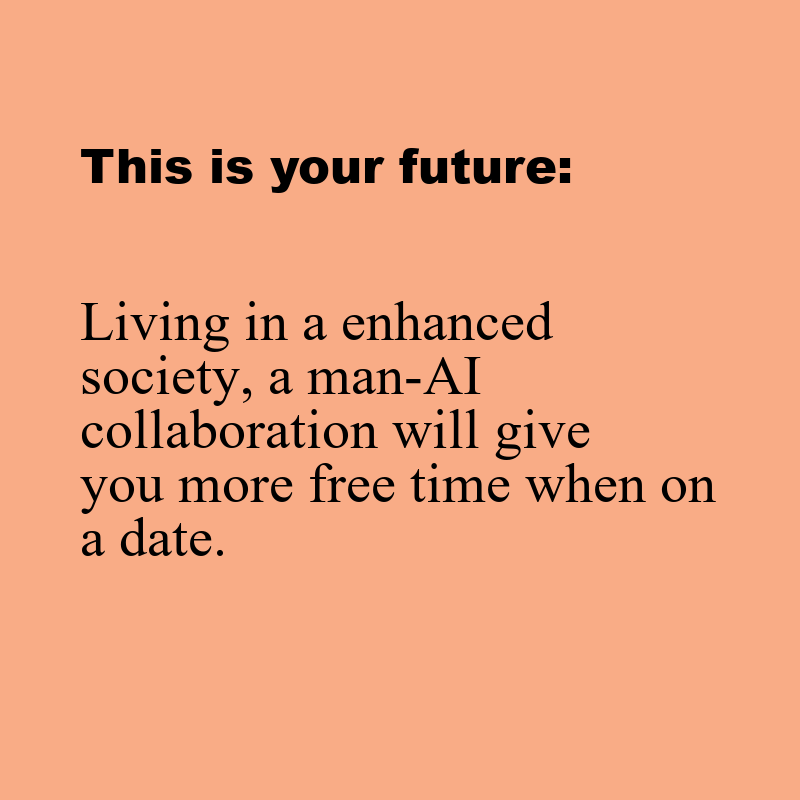 This is your future:
Living in a enhanced
society, a man-AI
collaboration will give
you more free time when on
a date.